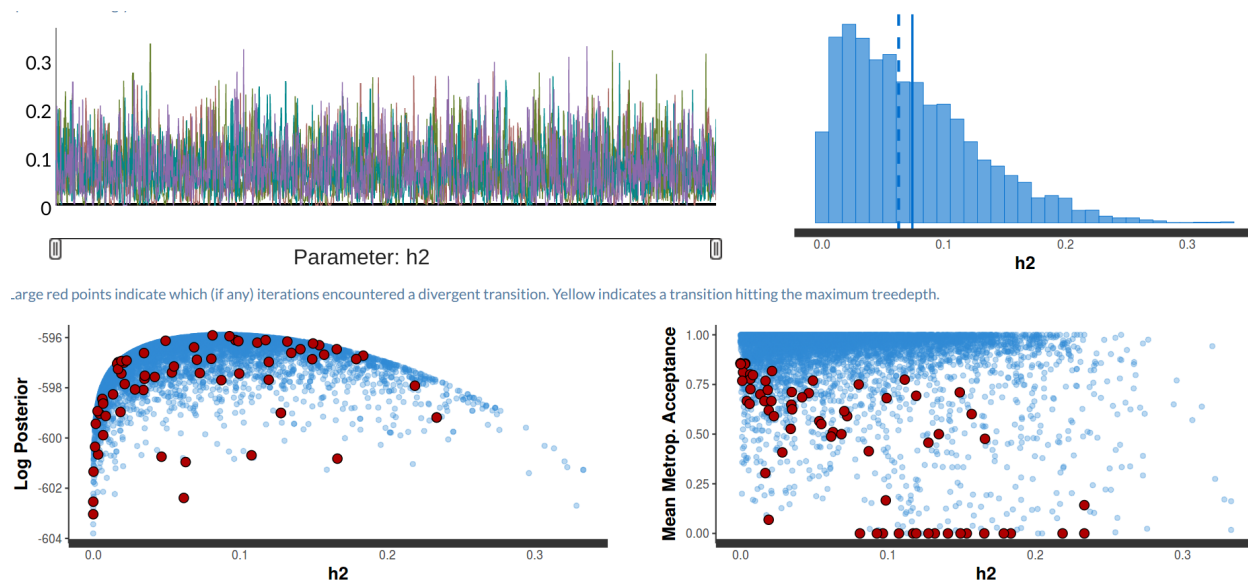 0.3
0.2
0.1
0
Parameter: h2
0.0 0.1 0.2 0.3
h2
Large red points indicate which (if any) iterations encountered a divergent transition. Yellow indicates a transition hitting the maximum treedepth.
Log Posterior
-596
-598
-600
-602
-604
0.0 0.1 0.2 0.3
h2
Mean Metrop. Acceptance
1.00
0.75
0.50
0.25
0.00
0.0 0.1 0.2 0.3
h2